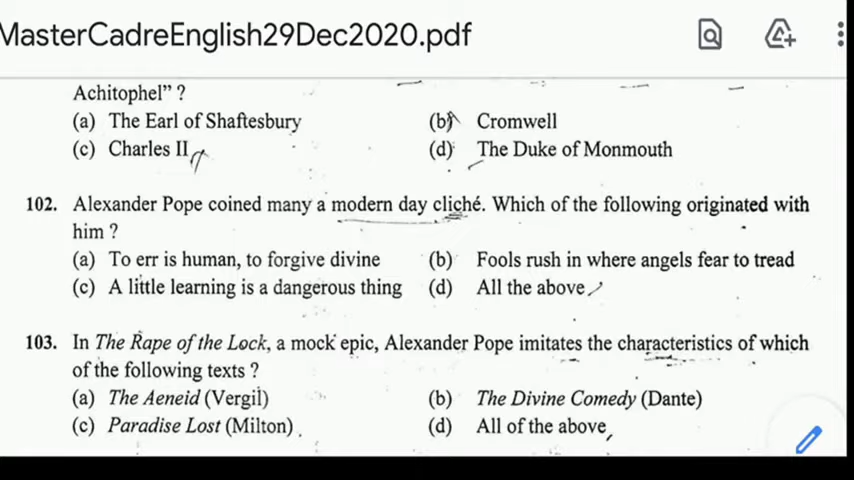 MasterCadreEnglish29Dec2020.pdf
Achitophel” ?
(a) The Earl of Shaftesbury (b) Cromwell
(c) Charles II (d) The Duke of Monmouth
102. Alexander Pope coined many a modern day cliché. Which of the following originated with
him ?
(a) To err is human, to forgive divine (b) Fools rush in where angels fear to tread
(c) A little learning is a dangerous thing (d) All the above
103. In The Rape of the Lock, a mock epic, Alexander Pope imitates the characteristics of which
of the following texts ?
(a) The Aeneid (Vergil) (b) The Divine Comedy (Dante)
(c) Paradise Lost (Milton) (d) All of the above